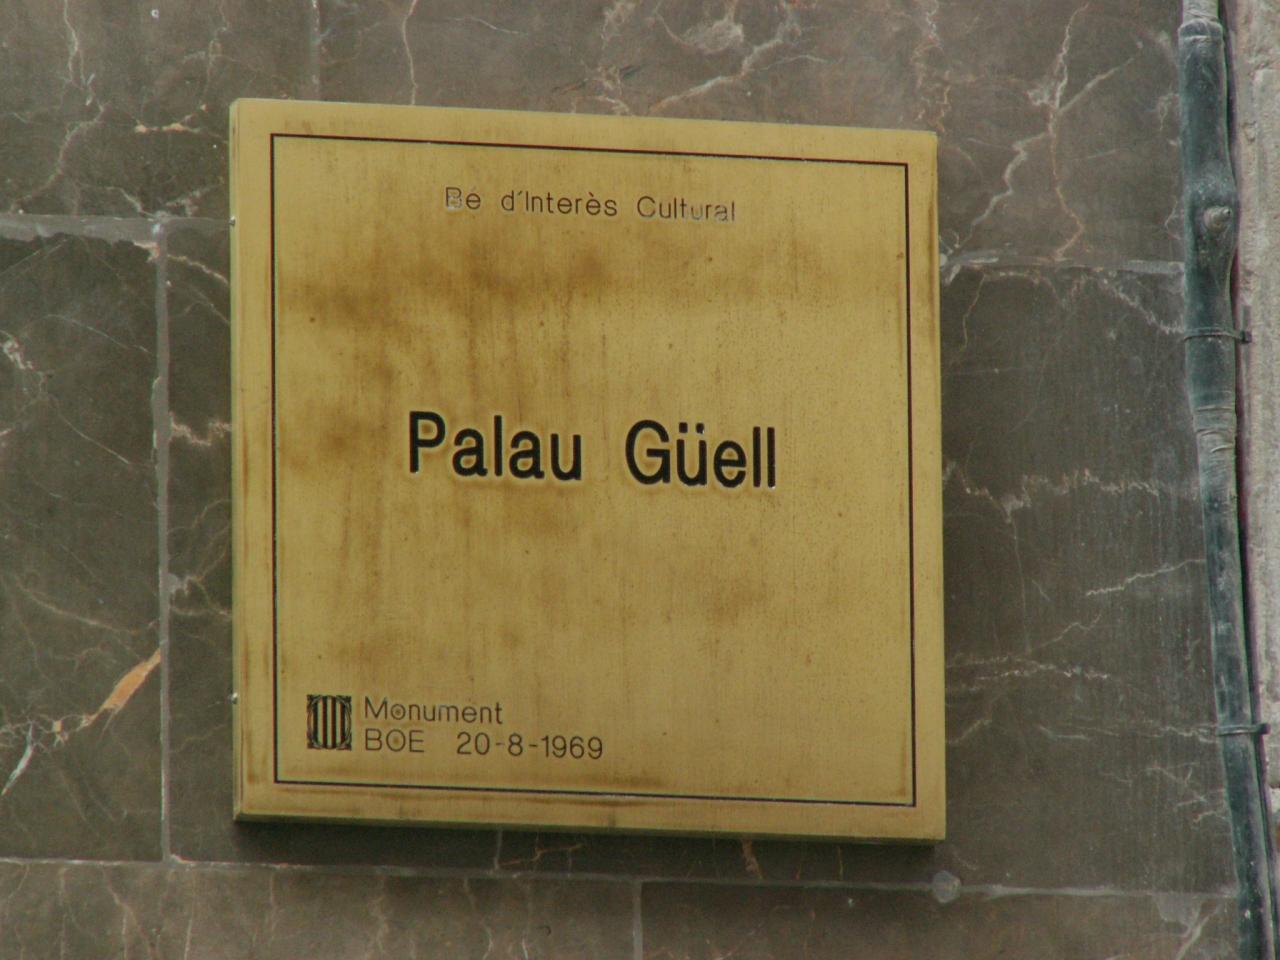 Bé d'Interès Cultural
Palau Güell
Monument
BOE 20-8-1969